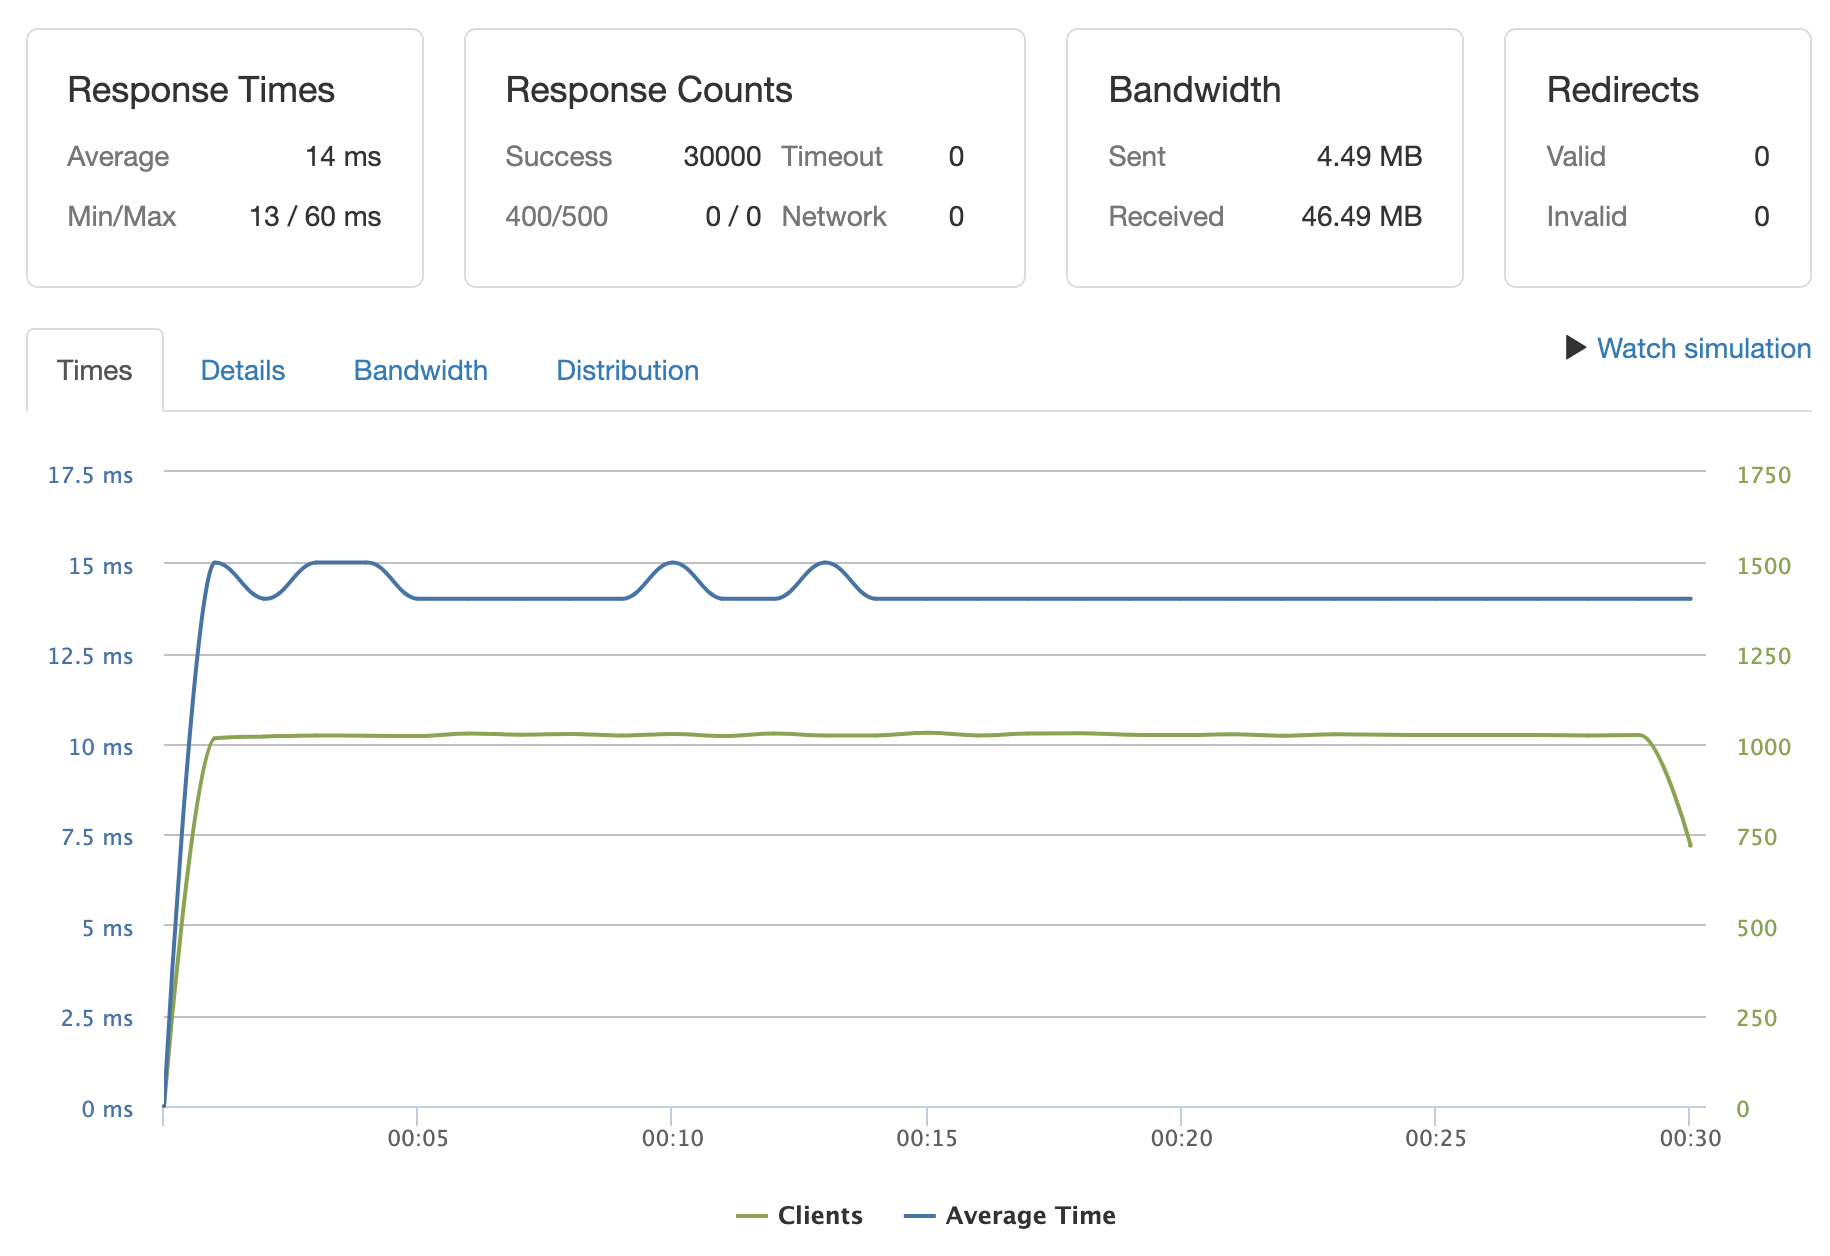 Response Times
Average 14 ms
Min/Max 13 / 60 ms
Response Counts
Success 30000 Timeout 0
400/500 0 / 0 Network 0
Bandwidth
Sent 4.49 MB
Received 46.49 MB
Redirects
Valid 0
Invalid 0
Times Details Bandwidth Distribution
Watch simulation
17.5 ms 1750
15 ms 1500
12.5 ms 1250
10 ms 1000
7.5 ms 750
5 ms 500
2.5 ms 250
0 ms 0
00:05 00:10 00:15 00:20 00:25 00:30
Clients Average Time